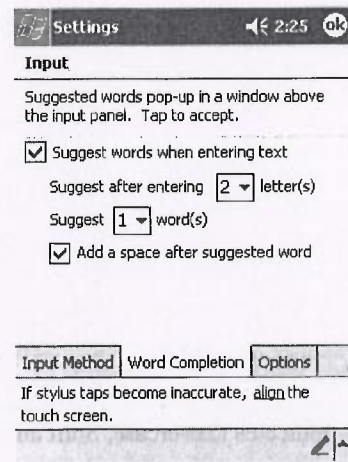 Settings 2:25 ok
Input
Suggested words pop-up in a window above
the input panel. Tap to accept.
Suggest words when entering text
Suggest after entering 2 letter(s)
Suggest 1 word(s)
Add a space after suggested word
Input Method Word Completion Options
If stylus taps become inaccurate, align the
touch screen.